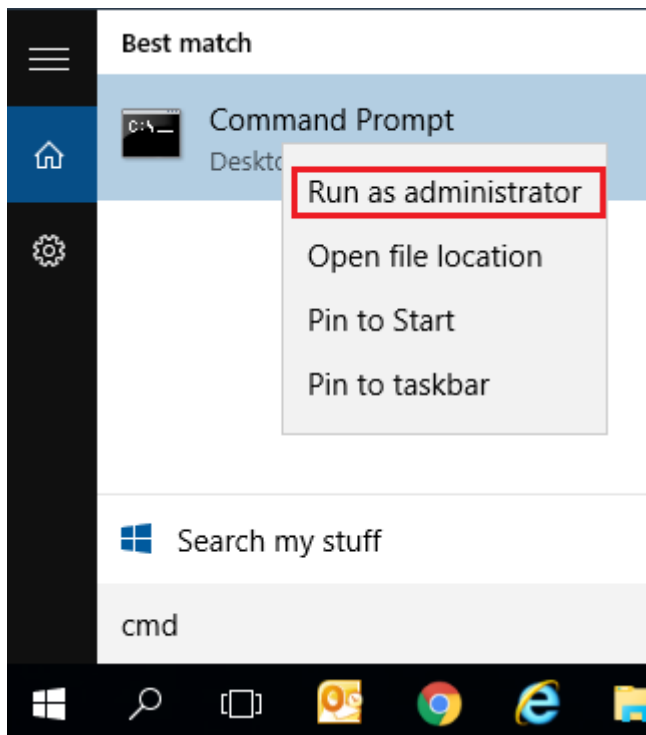 Best match
Command Prompt
Run as administrator
Open file location
Pin to Start
Pin to taskbar
Search my stuff
cmd